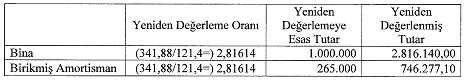 Yeniden Değerleme Oranı
Yeniden Değerlemeye Esas Tutar
Yeniden Değerlenmiş Tutar
Bina (341,88/121,4=) 2,81614 1.000.000 2.816.140,00
Birikmiş Amortisman (341,88/121,4=) 2,81614 265.000 746.277,10